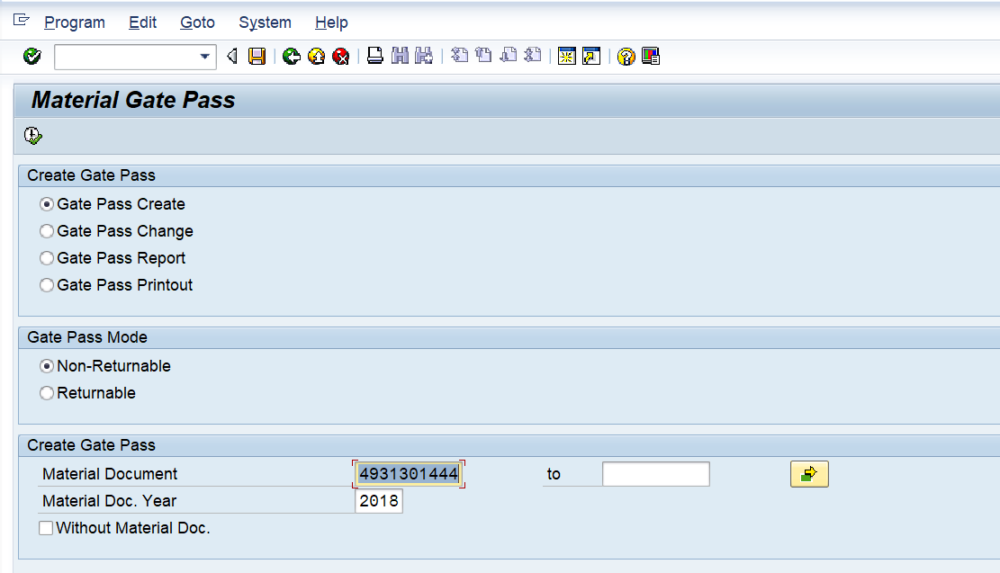 Program Edit Goto System Help
Material Gate Pass
Create Gate Pass
Gate Pass Create
Gate Pass Change
Gate Pass Report
Gate Pass Printout
Gate Pass Mode
Non-Returnable
Returnable
Create Gate Pass
Material Document 4931301444 to
Material Doc. Year 2018
Without Material Doc.